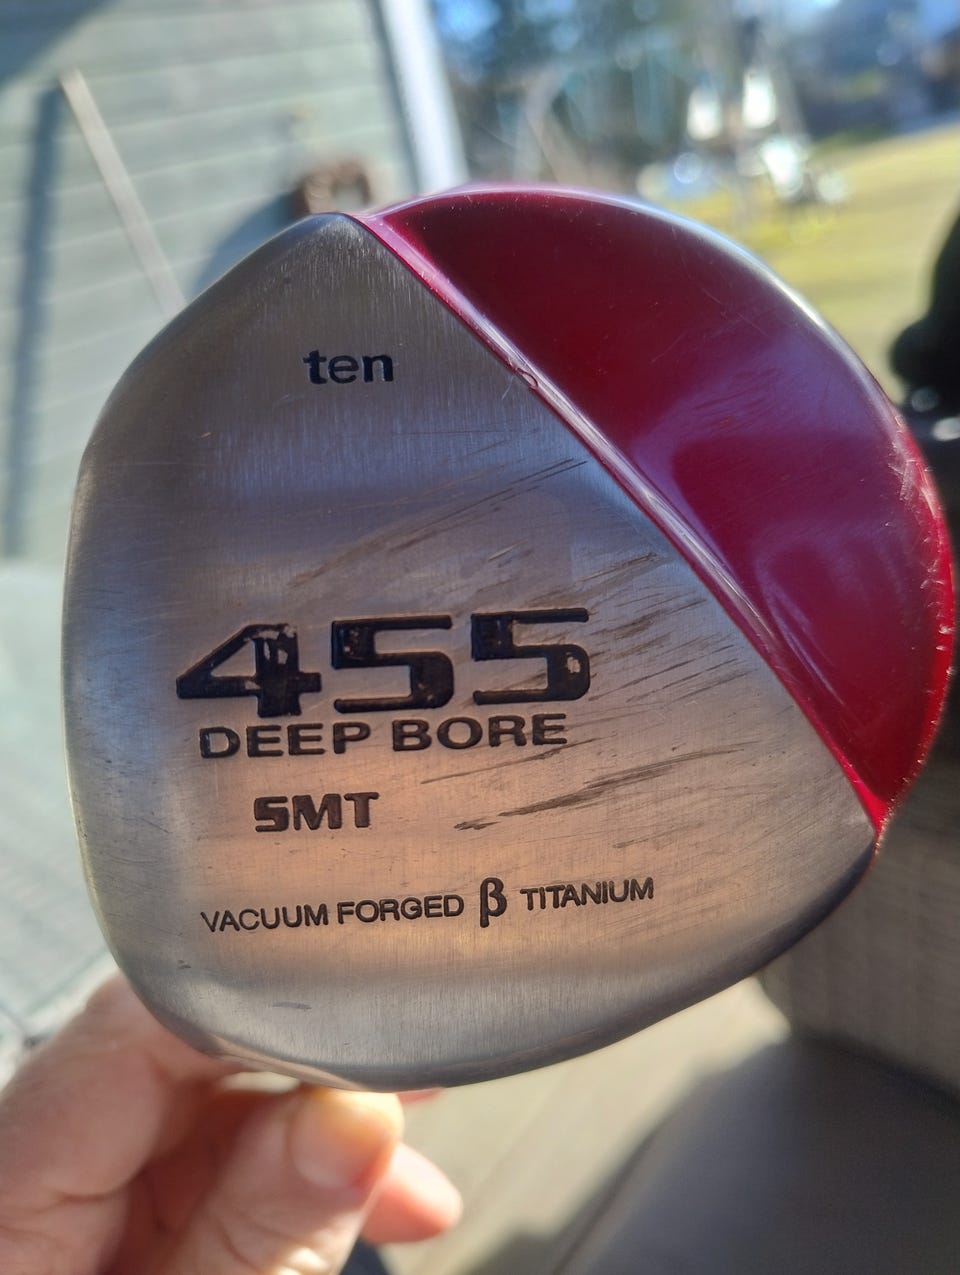 ten
455
DEEP BORE
SMT
VACUUM FORGED β TITANIUM